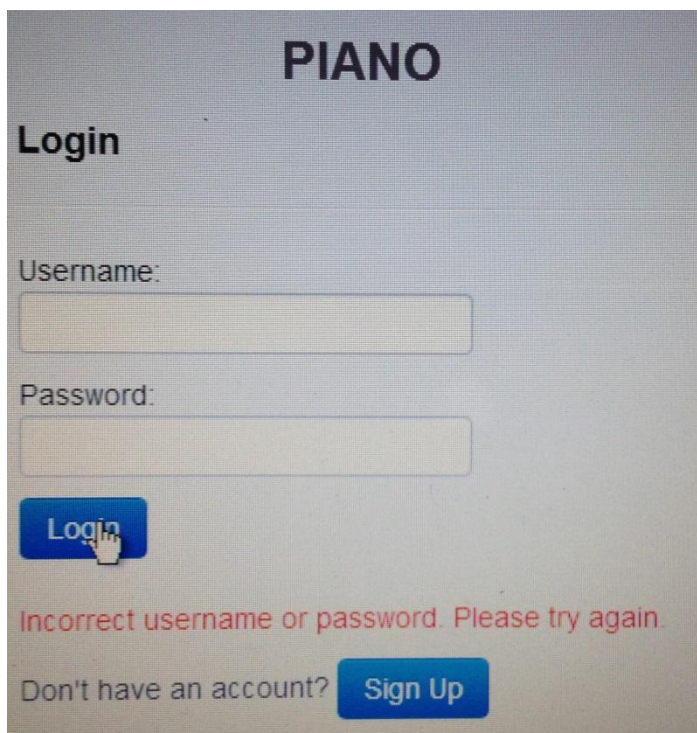 PIANO
Login
Username:
Password:
Login
Incorrect username or password. Please try again.
Don't have an account? Sign Up